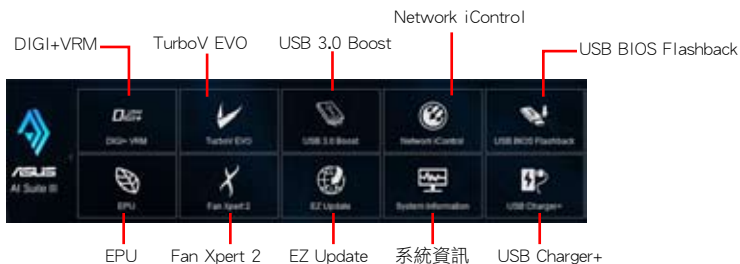 Network iControl
DIGI+VRM TurboV EVO USB 3.0 Boost USB BIOS Flashback
DIGI+ VRM TurboV EVO USB 3.0 Boost Network iControl USB BIOS Flashback
ASUS
AI Suite III
EPU Fan Xpert 2 EZ Update System Information USB Charger+
EPU Fan Xpert 2 EZ Update 系統資訊 USB Charger+